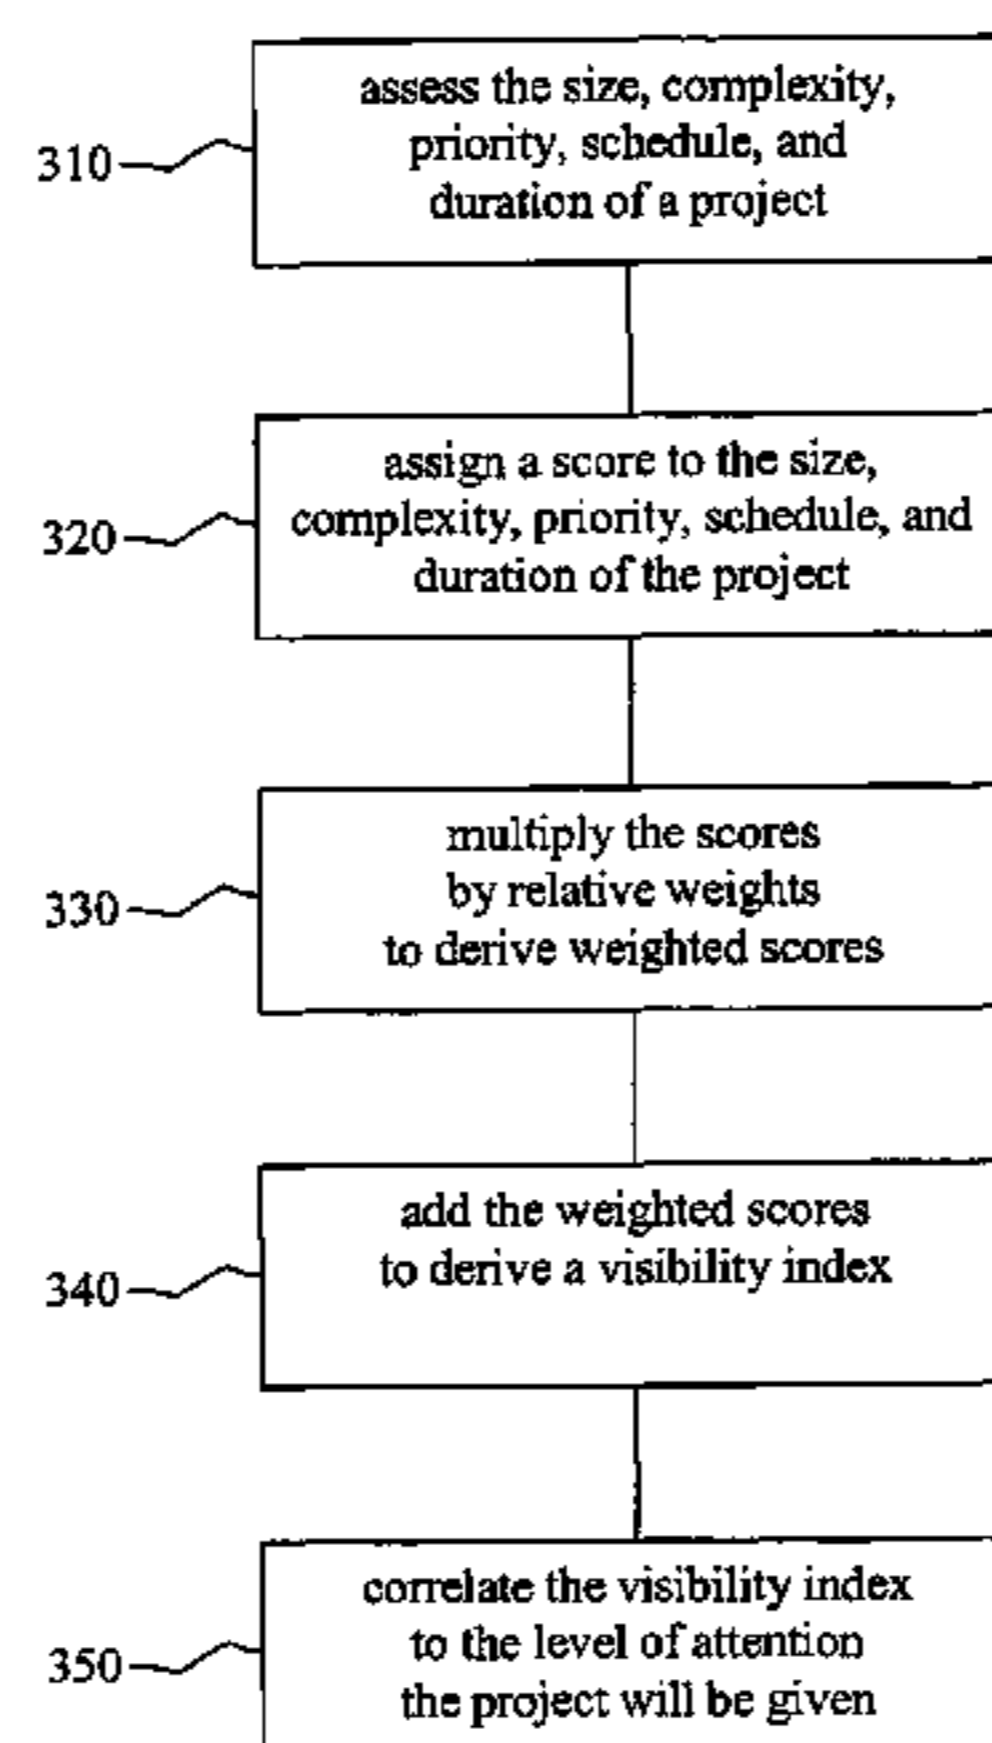 assess the size, complexity,
priority, schedule, and
duration of a project
310
assign a score to the size,
complexity, priority, schedule, and
duration of the project
320
multiply the scores
by relative weights
to derive weighted scores
330
add the weighted scores
to derive a visibility index
340
correlate the visibility index
to the level of attention
the project will be given
350